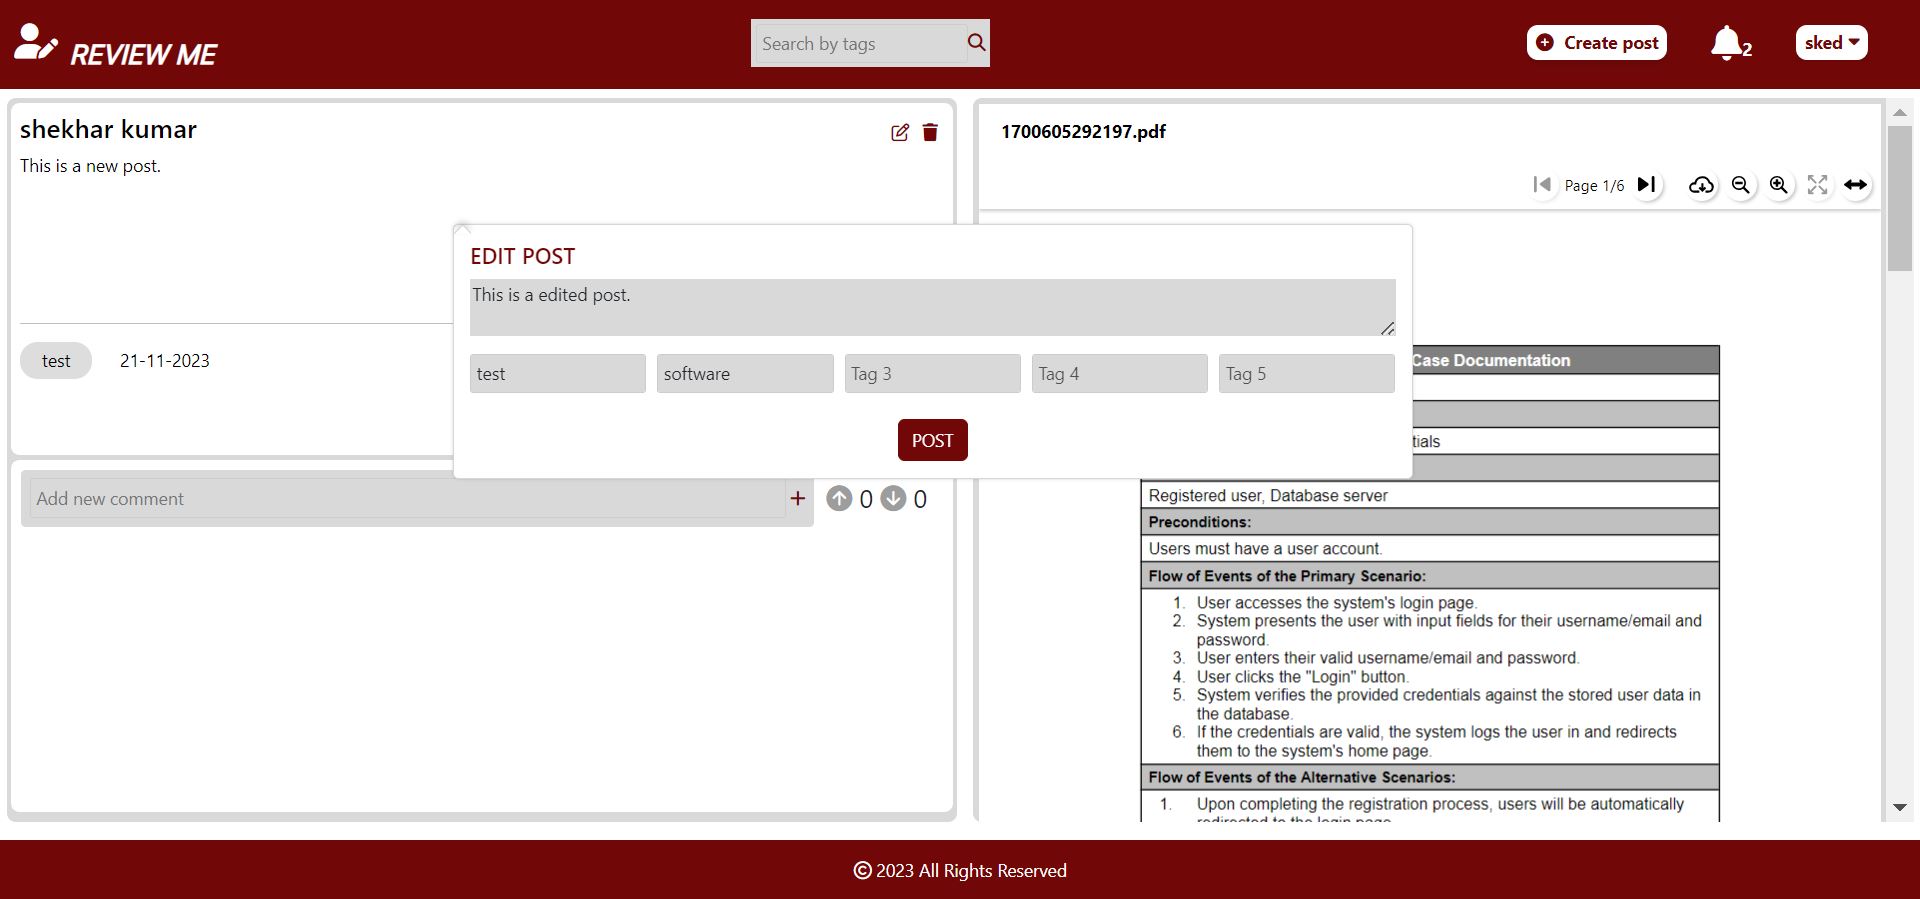 REVIEW ME
Search by tags
Create post
2
sked
shekhar kumar
This is a new post.
test
21-11-2023
Add new comment
0
0
EDIT POST
This is a edited post.
test
software
Tag 3
Tag 4
Tag 5
POST
1700605292197.pdf
Page 1/6
Case Documentation
Registered user, Database server
Preconditions:
Users must have a user account.
Flow of Events of the Primary Scenario:
1. User accesses the system's login page.
2. System presents the user with input fields for their username/email and
password.
3. User enters their valid username/email and password.
4. User clicks the "Login" button.
5. System verifies the provided credentials against the stored user data in
the database.
6. If the credentials are valid, the system logs the user in and redirects
them to the system's home page.
Flow of Events of the Alternative Scenarios:
1. Upon completing the registration process, users will be automatically
© 2023 All Rights Reserved